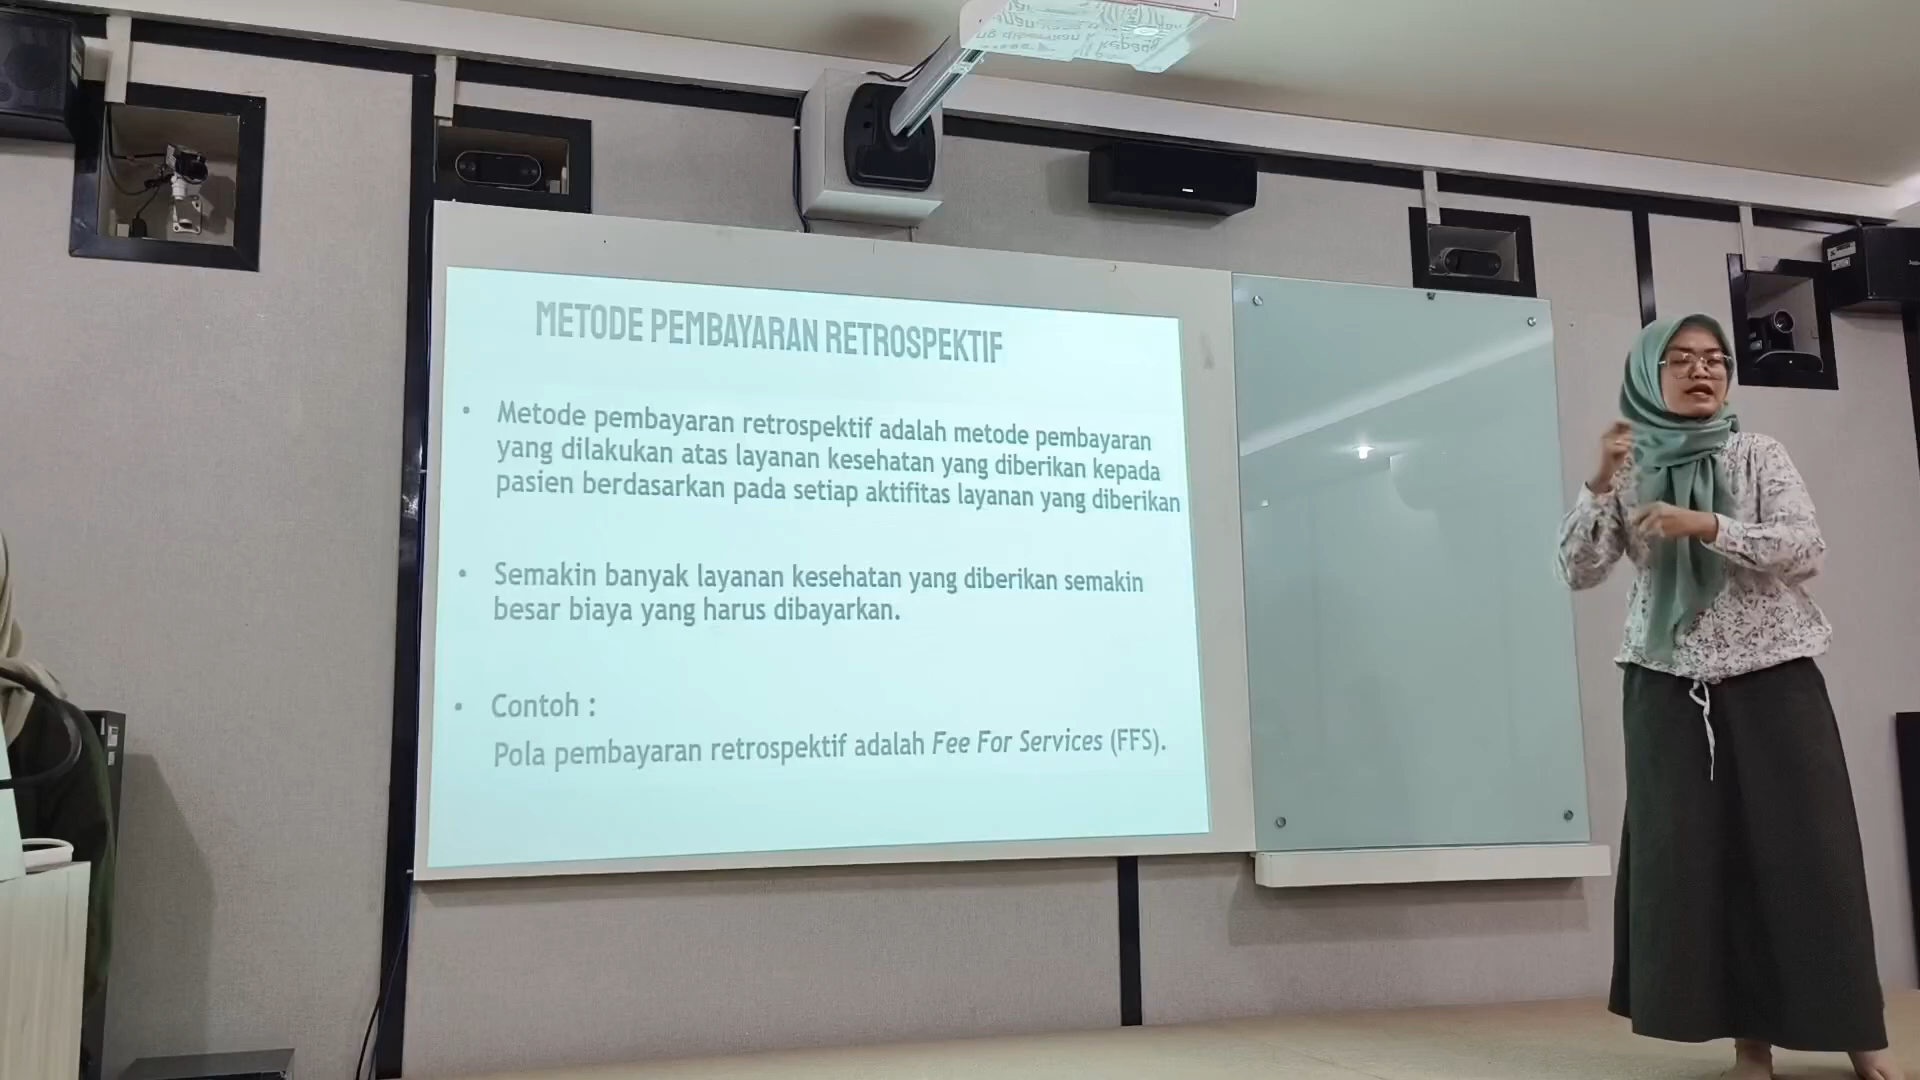 METODE PEMBAYARAN RETROSPEKTIF
• Metode pembayaran retrospektif adalah metode pembayaran
yang dilakukan atas layanan kesehatan yang diberikan kepada
pasien berdasarkan pada setiap aktifitas layanan yang diberikan
• Semakin banyak layanan kesehatan yang diberikan semakin
besar biaya yang harus dibayarkan.
• Contoh :
Pola pembayaran retrospektif adalah Fee For Services (FFS).